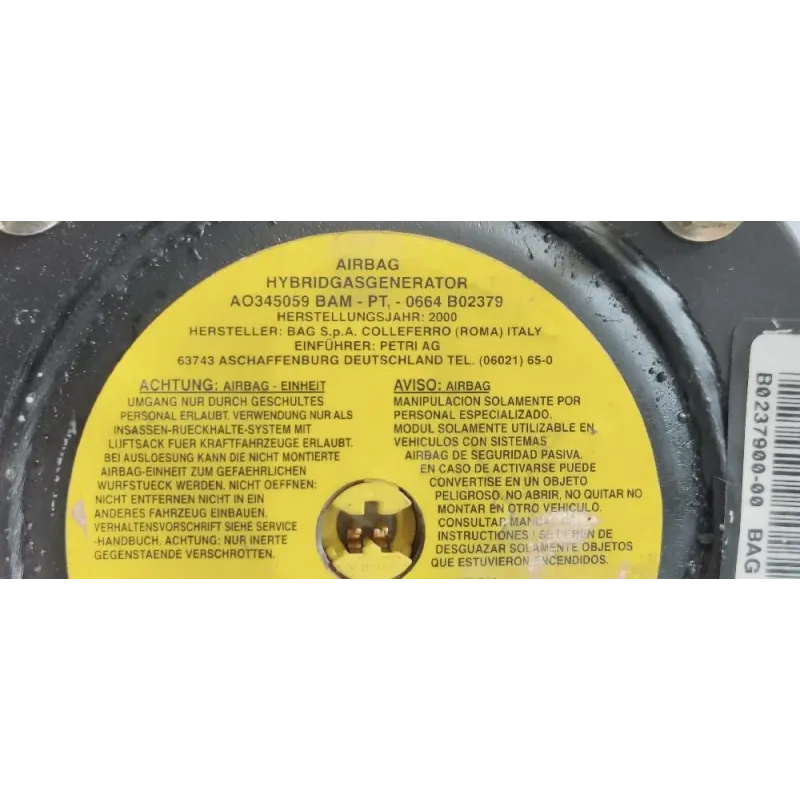 AIRBAG
HYBRIDGASGENERATOR
AO345059 BAM - PT, - 0664 B02379
HERSTELLUNGSJAHR: 2000
HERSTELLER: BAG S.p.A. COLLEFERRO (ROMA) ITALY
EINFÜHRER: PETRI AG
63743 ASCHAFFENBURG DEUTSCHLAND TEL. (06021) 65-0
ACHTUNG: AIRBAG - EINHEIT
UMGANG NUR DURCH GESCHULTES
PERSONAL ERLAUBT. VERWENDUNG NUR ALS
INSASSEN-RUECKHALTE-SYSTEM MIT
LUFTSACK FUER KRAFTFAHRZEUGE ERLAUBT.
BEI AUSLOESUNG KANN DIE NICHT MONTIERTE
AIRBAG-EINHEIT ZUM GEFAEHRLICHEN
WURFSTUECK WERDEN. NICHT OEFFNEN:
NICHT ENTFERNEN NICHT IN EIN
ANDERES FAHRZEUG EINBAUEN.
VERHALTENSVORSCHRIFT SIEHE SERVICE
-HANDBUCH. ACHTUNG: NUR INERTE
GEGENSTAENDE VERSCHROTTEN.
AVISO: AIRBAG
MANIPULACION SOLAMENTE POR
PERSONAL ESPECIALIZADO.
MODUL SOLAMENTE UTILIZABLE EN
VEHICULOS CON SISTEMAS
AIRBAG DE SEGURIDAD PASIVA.
EN CASO DE ACTIVARSE PUEDE
CONVERTISE EN UN OBJETO
PELIGROSO. NO ABRIR, NO QUITAR NO
MONTAR EN OTRO VEHICULO.
CONSULTAR MANUAL
INSTRUCTIONES
DESGUAZAR SOLAMENTE OBJETOS
QUE ESTUVIERON ENCENDIDOS.
B0237900-00 BAG